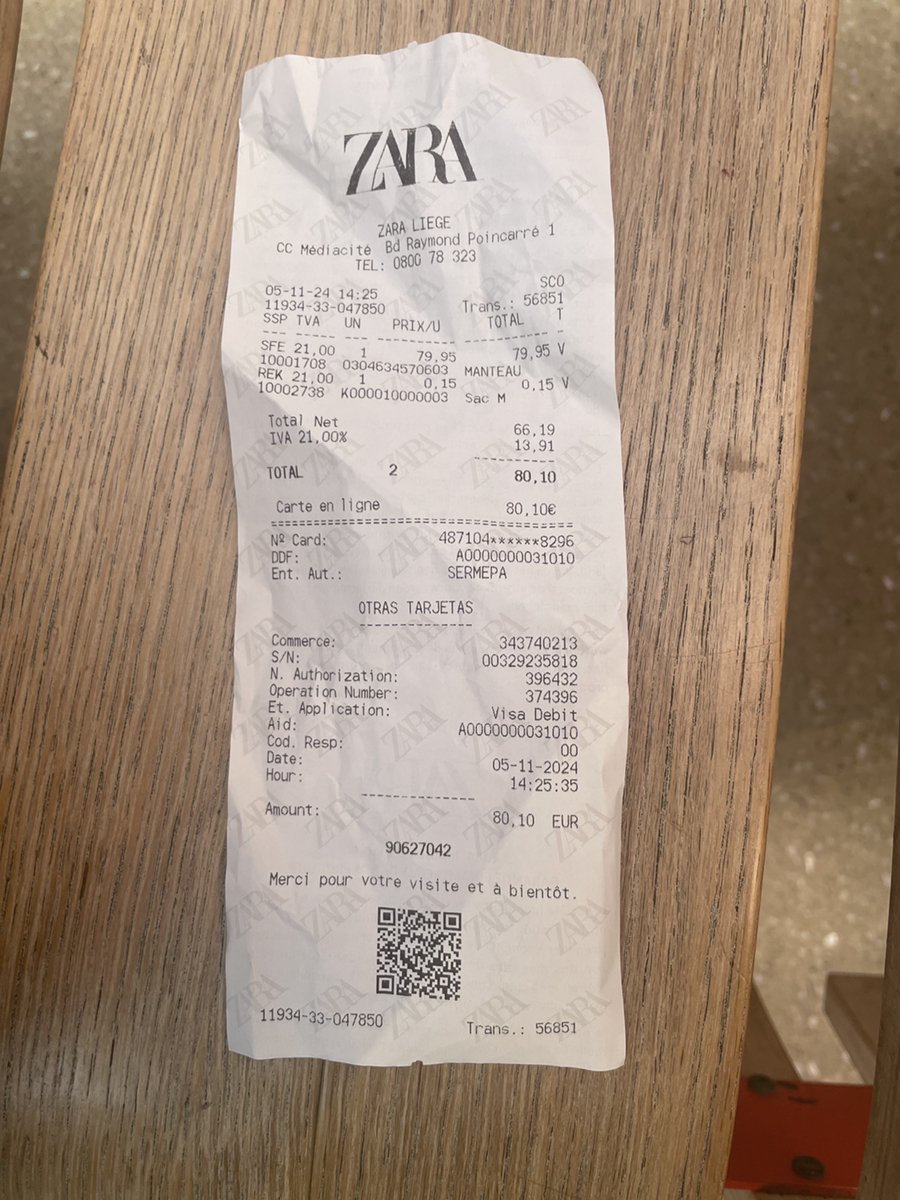 ZARA
ZARA LIEGE
CC Médiacité Bd Raymond Poincarré 1
TEL: 0800 78 323
SCO
05-11-24 14:25
11934-33-047850 Trans.: 56851
SSP TVA UN PRIX/U TOTAL T
SFE 21,00 1 79,95 79,95 V
10001708 0304634570603 MANTEAU
REK 21,00 1 0,15 0,15 V
10002738 K000010000003 Sac M
Total Net 66,19
IVA 21,00% 13,91
TOTAL 2 80,10
Carte en ligne 80,10€
Nº Card: 487104******8296
DDF: A0000000031010
Ent. Aut.: SERMEPA
OTRAS TARJETAS
Commerce: 343740213
S/N: 00329235818
N. Authorization: 396432
Operation Number: 374396
Et. Application: Visa Debit
Aid: A0000000031010
Cod. Resp: 00
Date: 05-11-2024
Hour: 14:25:35
Amount: 80,10 EUR
90627042
Merci pour votre visite et à bientôt.
11934-33-047850 Trans.: 56851